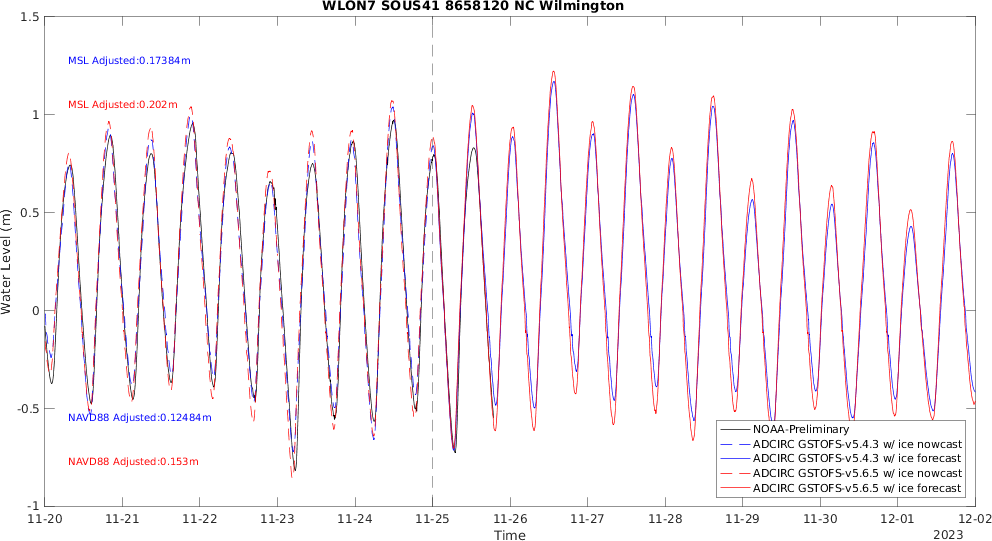 WLON7 SOUS41 8658120 NC Wilmington
1.5
1
0.5
0
-0.5
-1
Water Level (m)
MSL Adjusted:0.17384m
MSL Adjusted:0.202m
NAVD88 Adjusted:0.12484m
NAVD88 Adjusted:0.153m
NOAA-Preliminary
ADCIRC GSTOFS-v5.4.3 w/ ice nowcast
ADCIRC GSTOFS-v5.4.3 w/ ice forecast
ADCIRC GSTOFS-v5.6.5 w/ ice nowcast
ADCIRC GSTOFS-v5.6.5 w/ ice forecast
11-20 11-21 11-22 11-23 11-24 11-25 11-26 11-27 11-28 11-29 11-30 12-01 12-02
Time
2023